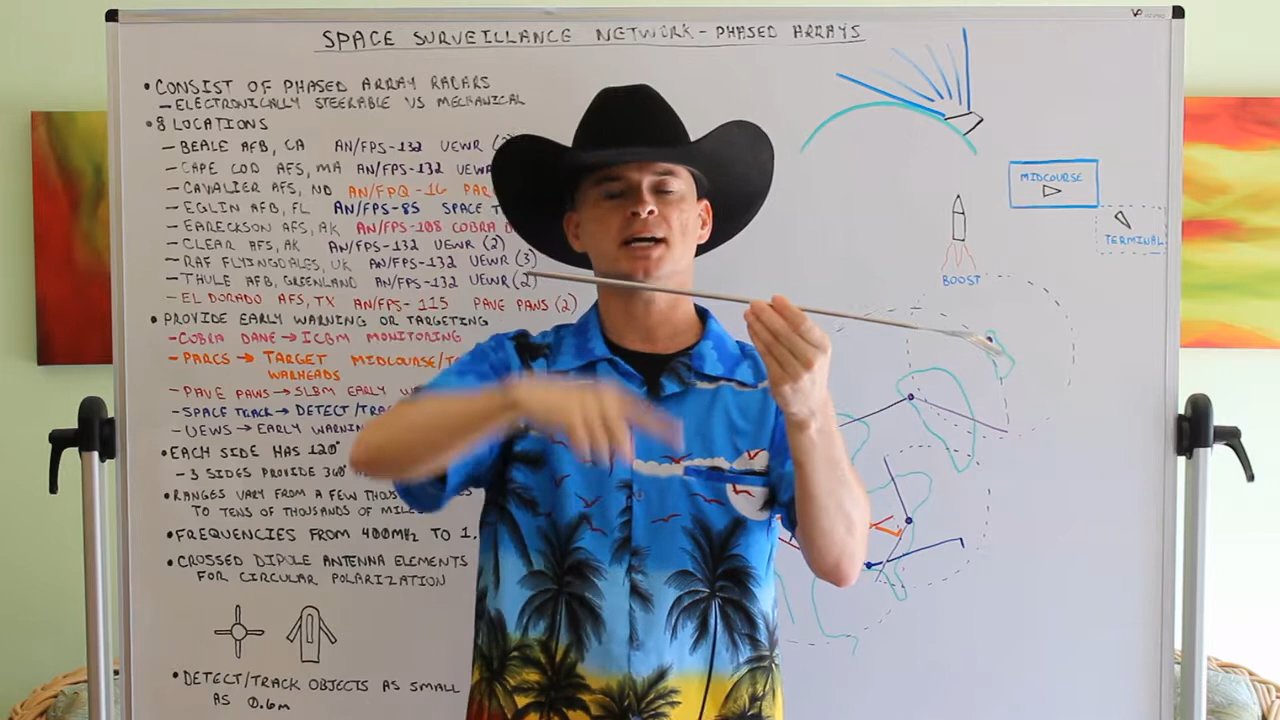 SPACE SURVEILLANCE NETWORK - PHASED ARRAYS
• CONSIST OF PHASED ARRAY RADARS
- ELECTRONICALLY STEERABLE VS MECHANICAL
• 8 LOCATIONS
- BEALE AFB, CA AN/FPS-132 UEWR
- CAPE COD AFS, MA AN/FPS-132 UEWR
- CAVALIER AFS, ND AN/FPQ-16
- EGLIN AFB, FL AN/FPS-85 SPACE
- EARECKSON AFS, AK AN/FPS-108 COBRA
- CLEAR AFS, AK AN/FPS-132 UEWR (2)
- RAF FLYINGDALES, UK AN/FPS-132 UEWR (3)
- THULE AFB, GREENLAND AN/FPS-132 UEWR (2)
- EL DORADO AFS, TX AN/FPS-115 PAVE PAWS (2)
• PROVIDE EARLY WARNING OR TARGETING
- COBRA DANE → ICBM MONITORING
- PARCS → TARGET MIDCOURSE/
WARHEADS
- PAVE PAWS → SLBM EARLY
- SPACE TRACK → DETECT/
- UEWS → EARLY
• EACH SIDE HAS 120°
- 3 SIDES PROVIDE 360°
• RANGES VARY FROM A FEW
TO TENS OF THOUSANDS OF
• FREQUENCIES FROM 400MHz TO
• CROSSED DIPOLE ANTENNA ELEMENTS
FOR CIRCULAR POLARIZATION
• DETECT/TRACK OBJECTS AS SMALL
AS 0.6m
MIDCOURSE
TERMINAL
BOOST